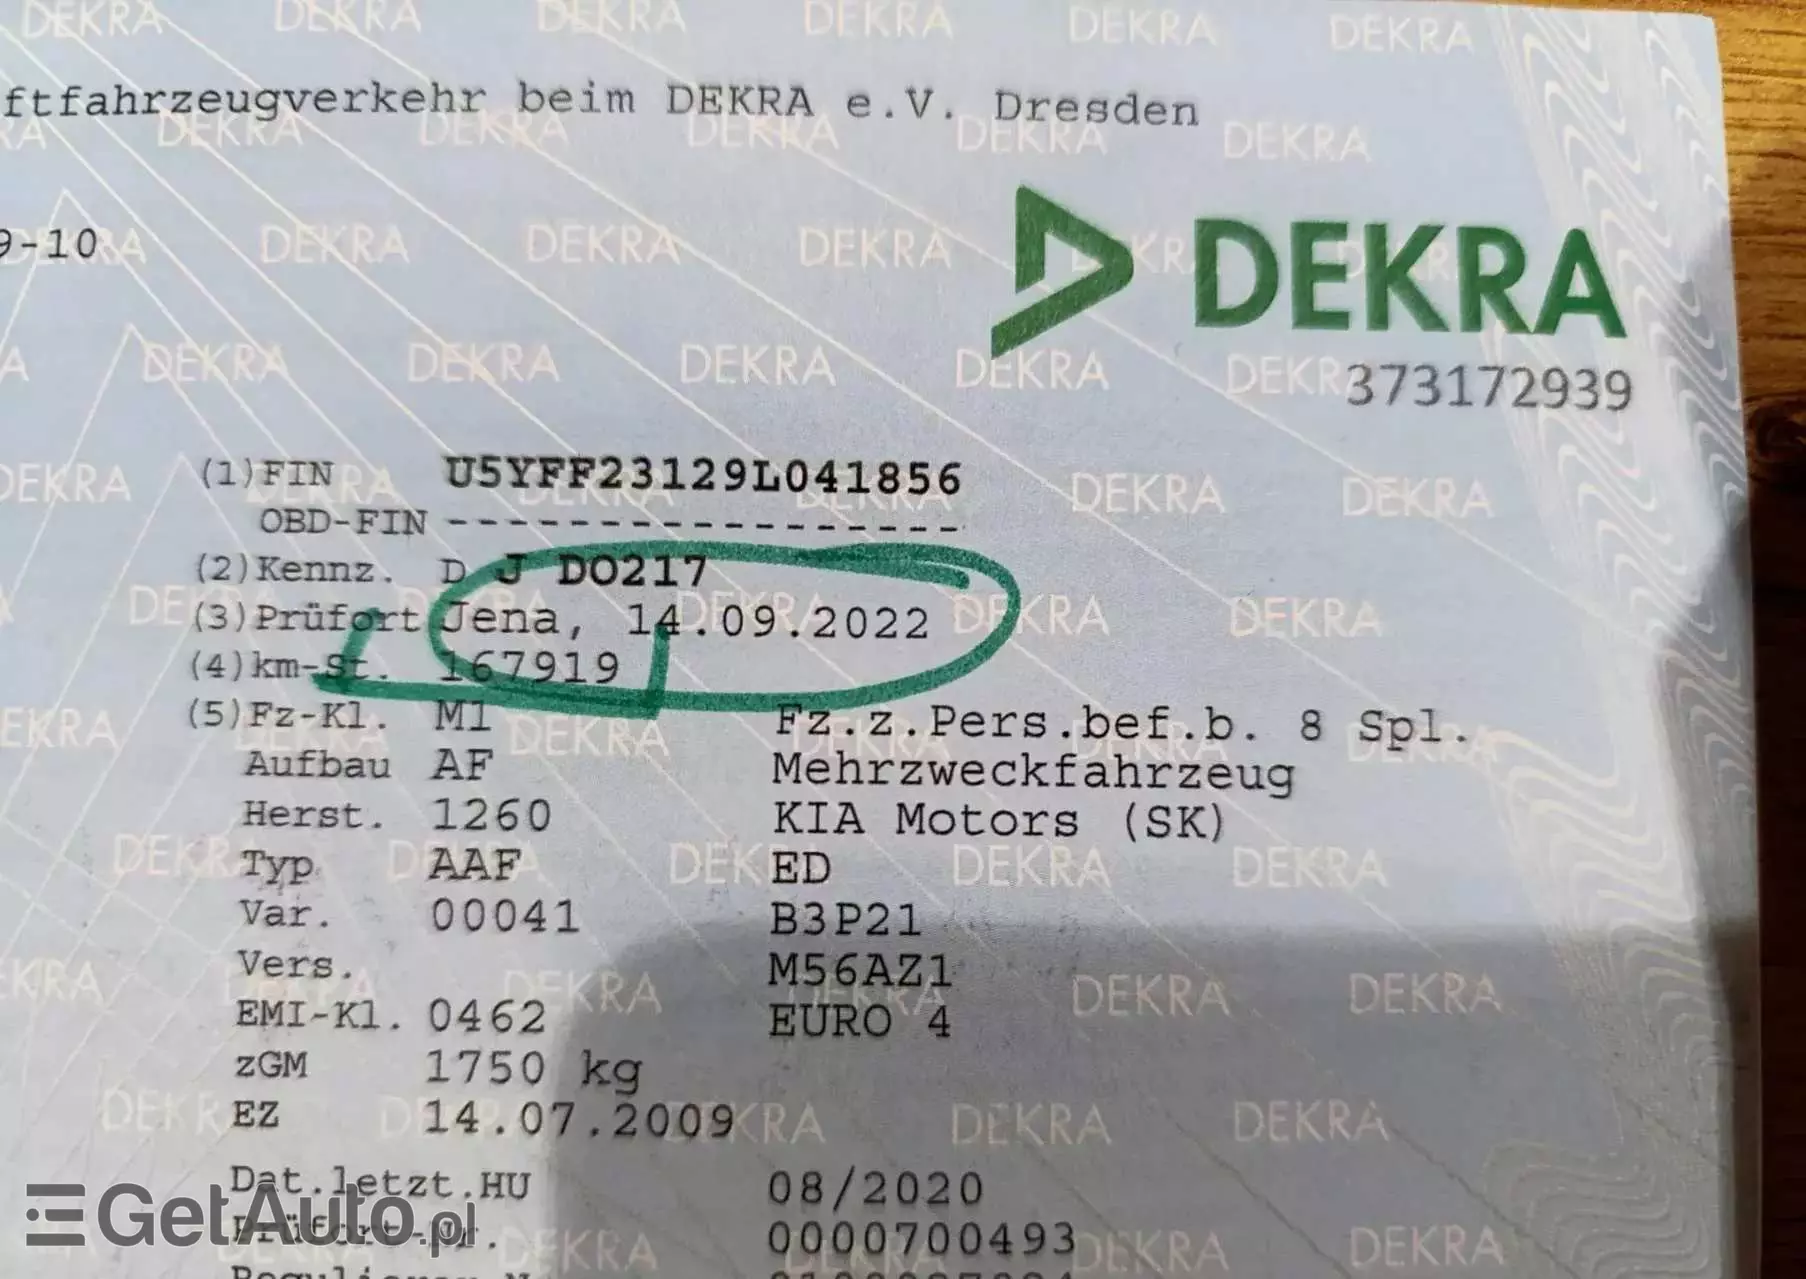 ftfahrzeugverkehr beim DEKRA e.V. Dresden
9-10
DEKRA
373172939
(1)FIN U5YFF23129L041856
OBD-FIN -----------------
(2)Kennz. D J DO217
(3)Prüfort Jena, 14.09.2022
(4)km-St. 167919
(5)Fz-Kl. M1 Fz.z.Pers.bef.b. 8 Spl.
Aufbau AF Mehrzweckfahrzeug
Herst. 1260 KIA Motors (SK)
Typ AAF ED
Var. 00041 B3P21
Vers. M56AZ1
EMI-Kl. 0462 EURO 4
zGM 1750 kg
EZ 14.07.2009
Dat.letzt.HU 08/2020
Prüfort-Nr. 0000700493
GetAuto.pl